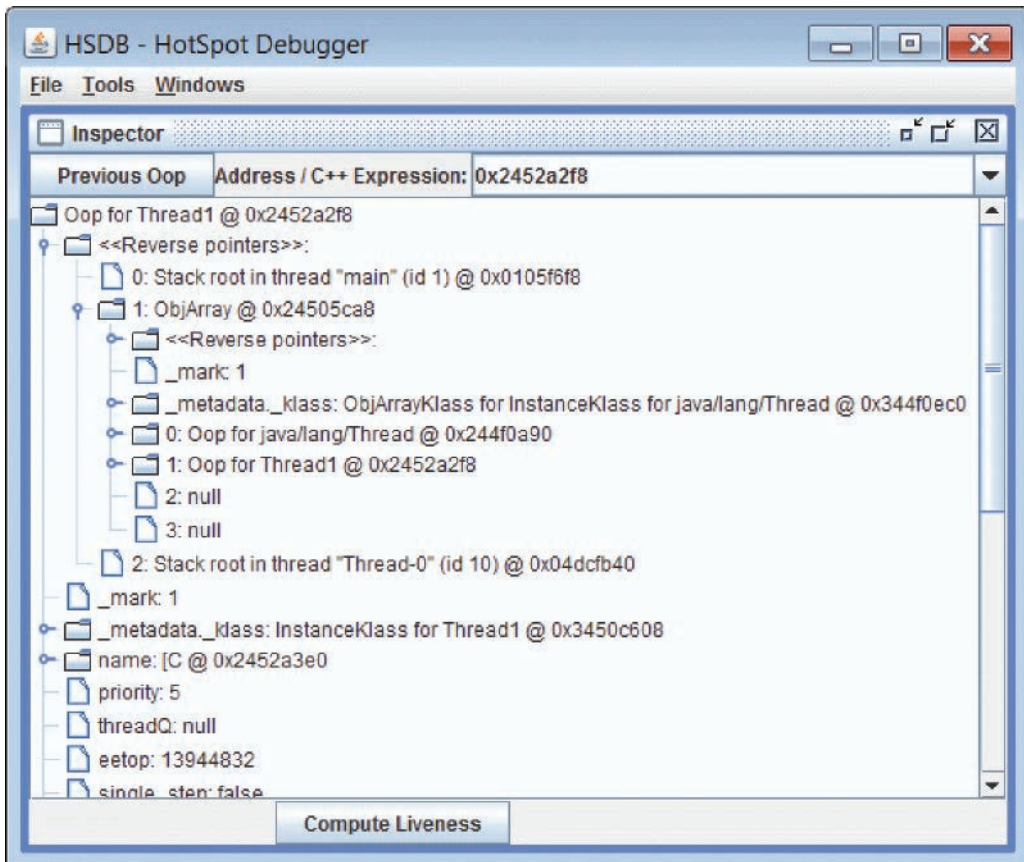 HSDB - HotSpot Debugger
File Tools Windows
Inspector
Previous Oop Address / C++ Expression: 0x2452a2f8
Oop for Thread1 @ 0x2452a2f8
<<Reverse pointers>>:
0: Stack root in thread "main" (id 1) @ 0x0105f6f8
1: ObjArray @ 0x24505ca8
<<Reverse pointers>>:
_mark: 1
_metadata._klass: ObjArrayKlass for InstanceKlass for java/lang/Thread @ 0x344f0ec0
0: Oop for java/lang/Thread @ 0x244f0a90
1: Oop for Thread1 @ 0x2452a2f8
2: null
3: null
2: Stack root in thread "Thread-0" (id 10) @ 0x04dcfb40
_mark: 1
_metadata._klass: InstanceKlass for Thread1 @ 0x3450c608
name: [C @ 0x2452a3e0
priority: 5
threadQ: null
eetop: 13944832
single_step: false
Compute Liveness